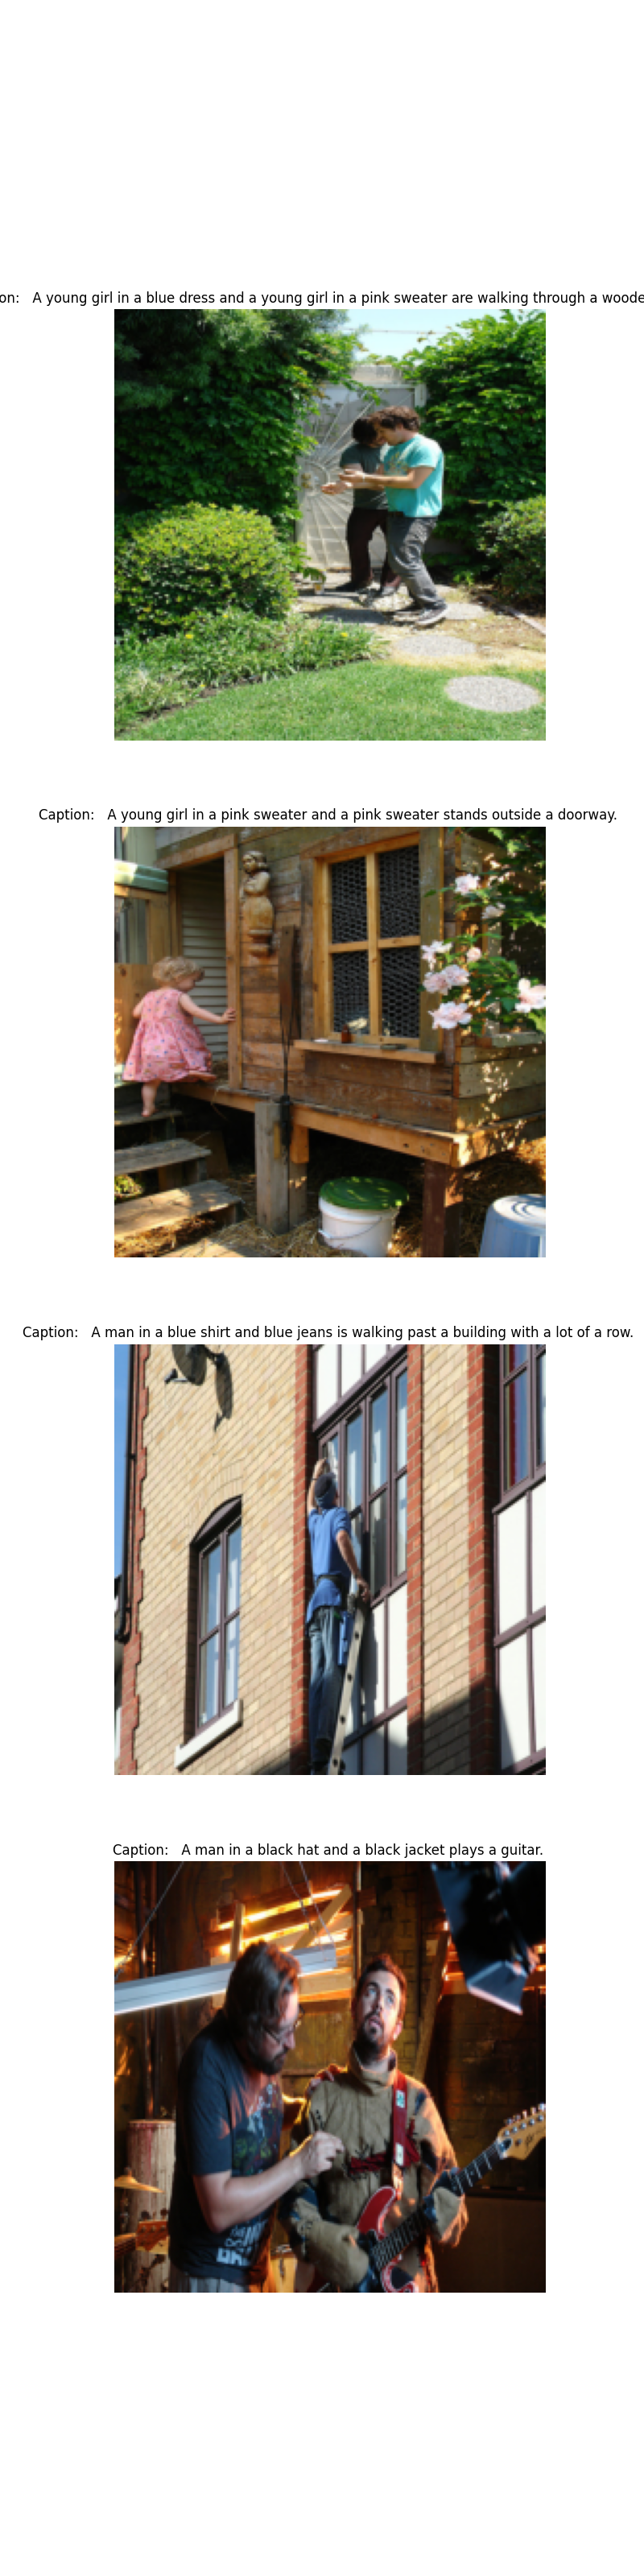 on: A young girl in a blue dress and a young girl in a pink sweater are walking through a woode
Caption: A young girl in a pink sweater and a pink sweater stands outside a doorway.
Caption: A man in a blue shirt and blue jeans is walking past a building with a lot of a row.
Caption: A man in a black hat and a black jacket plays a guitar.